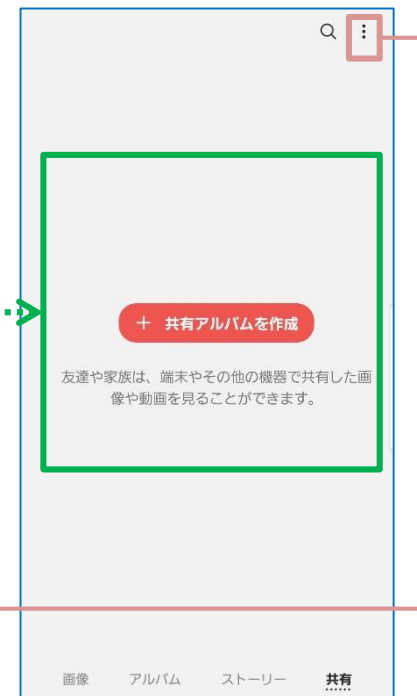 + 共有アルバムを作成
友達や家族は、端末やその他の機器で共有した画
像や動画を見ることができます。
画像 アルバム ストーリー 共有